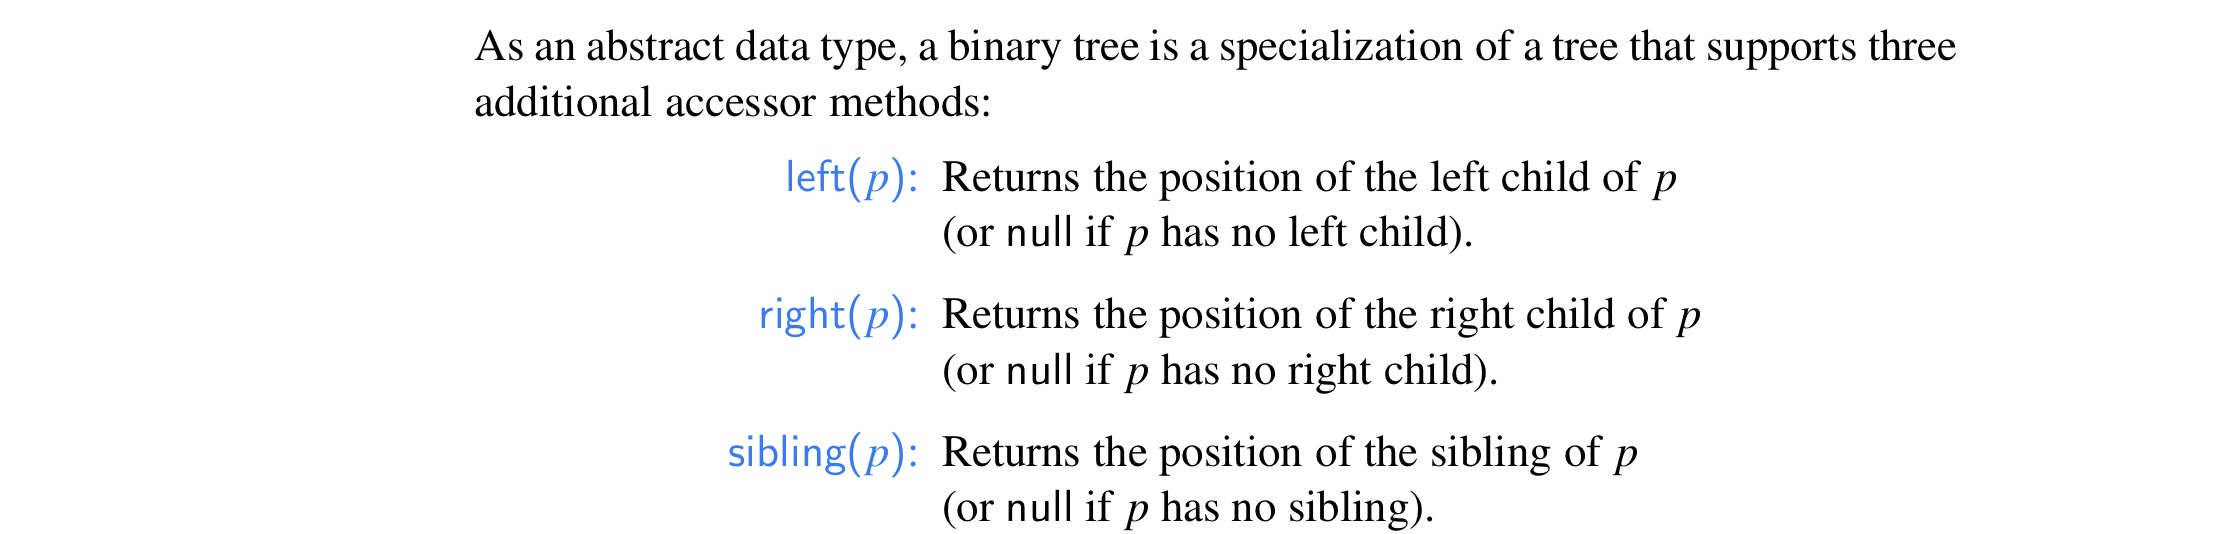 As an abstract data type, a binary tree is a specialization of a tree that supports three
additional accessor methods:
left(p): Returns the position of the left child of p
(or null if p has no left child).
right(p): Returns the position of the right child of p
(or null if p has no right child).
sibling(p): Returns the position of the sibling of p
(or null if p has no sibling).